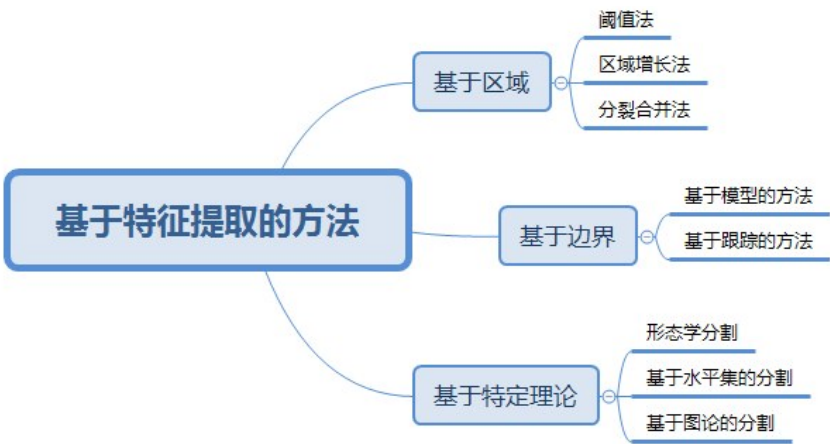 基于特征提取的方法
基于区域
阈值法
区域增长法
分裂合并法
基于边界
基于模型的方法
基于跟踪的方法
基于特定理论
形态学分割
基于水平集的分割
基于图论的分割